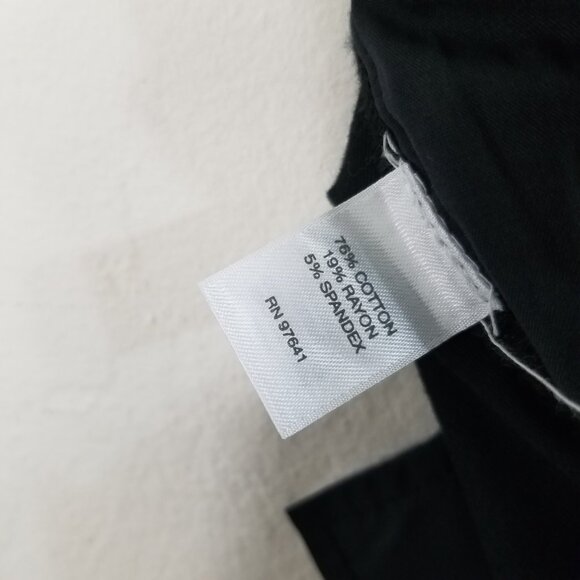 76% COTTON
19% RAYON
5% SPANDEX
RN 97641